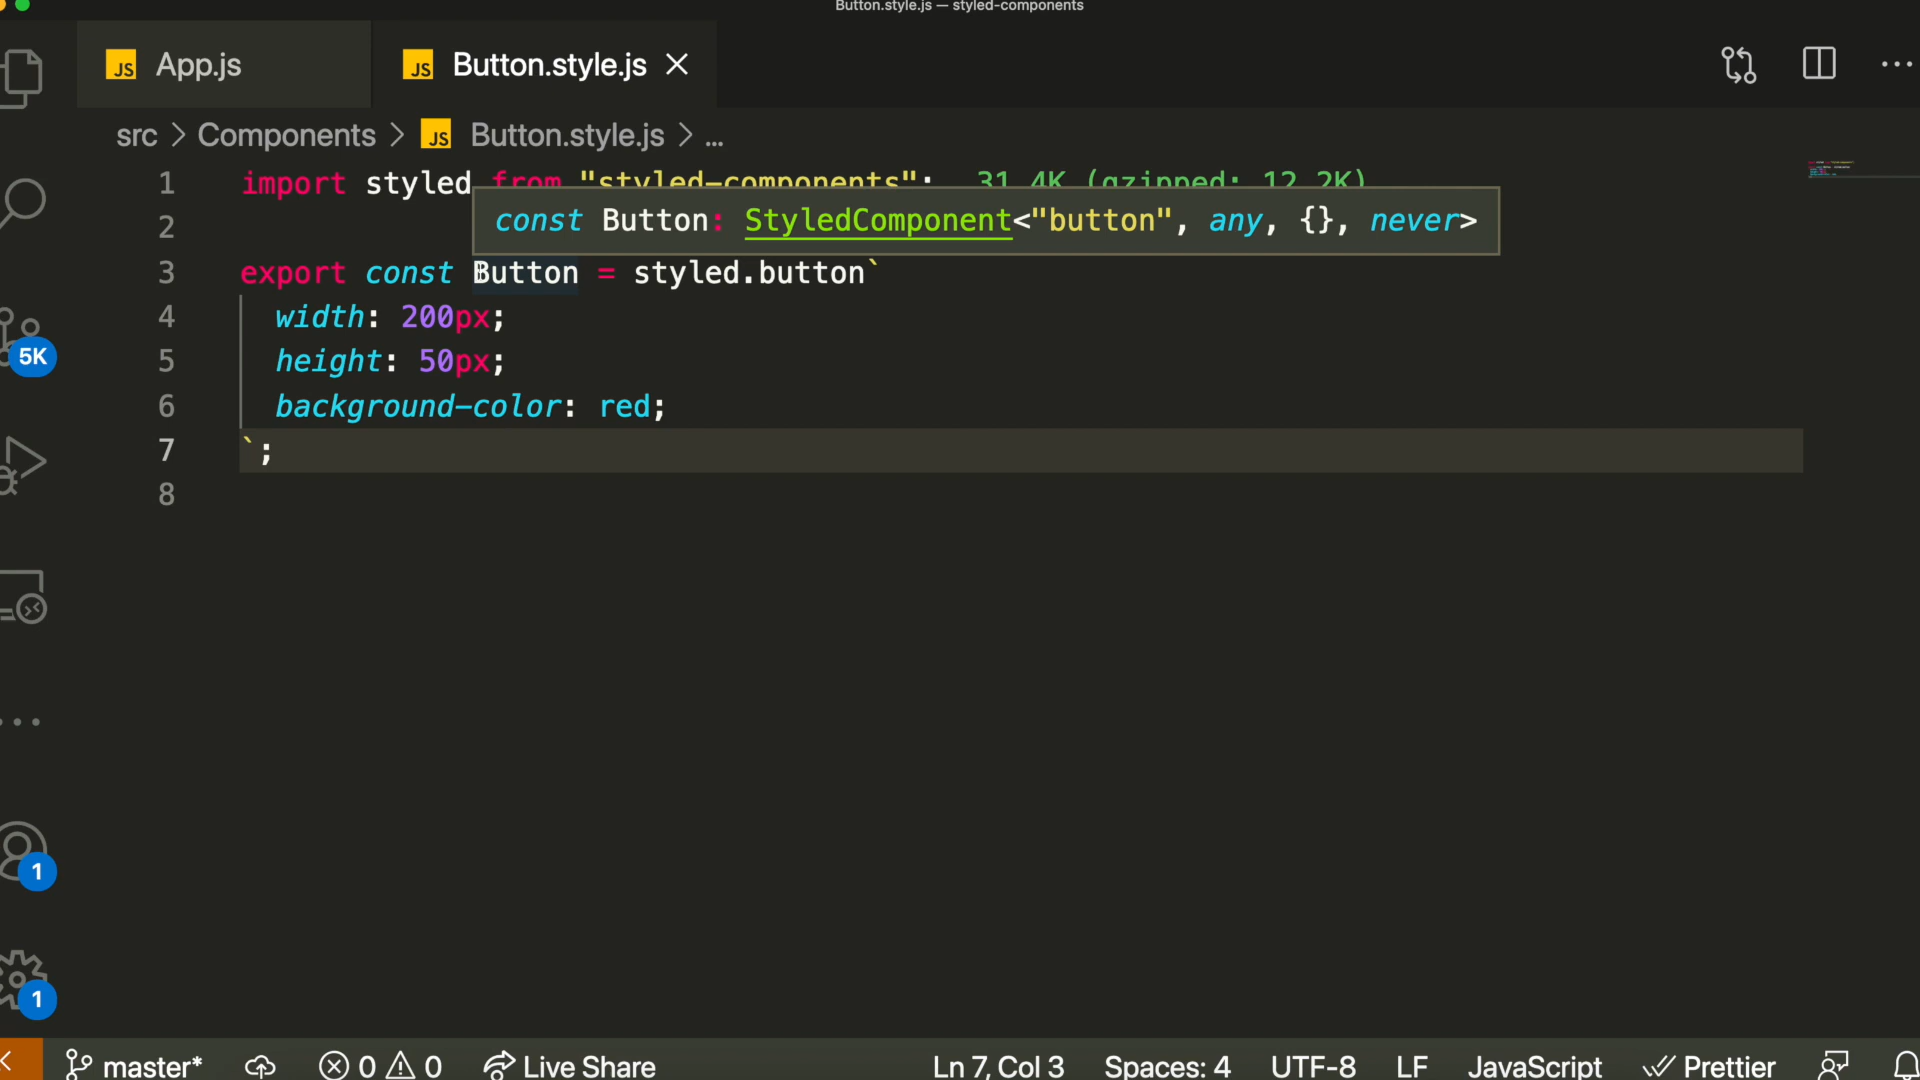 Button.style.js — styled-components
JS App.js JS Button.style.js
src > Components > JS Button.style.js > ...
1 import styled from "styled-components"; 31.4K (gzipped: 12.2K)
const Button: StyledComponent<"button", any, {}, never>
2
3 export const Button = styled.button`
4 width: 200px;
5 height: 50px;
6 background-color: red;
7 `;
8
5K
1
1
master* 0 0 Live Share Ln 7, Col 3 Spaces: 4 UTF-8 LF JavaScript Prettier